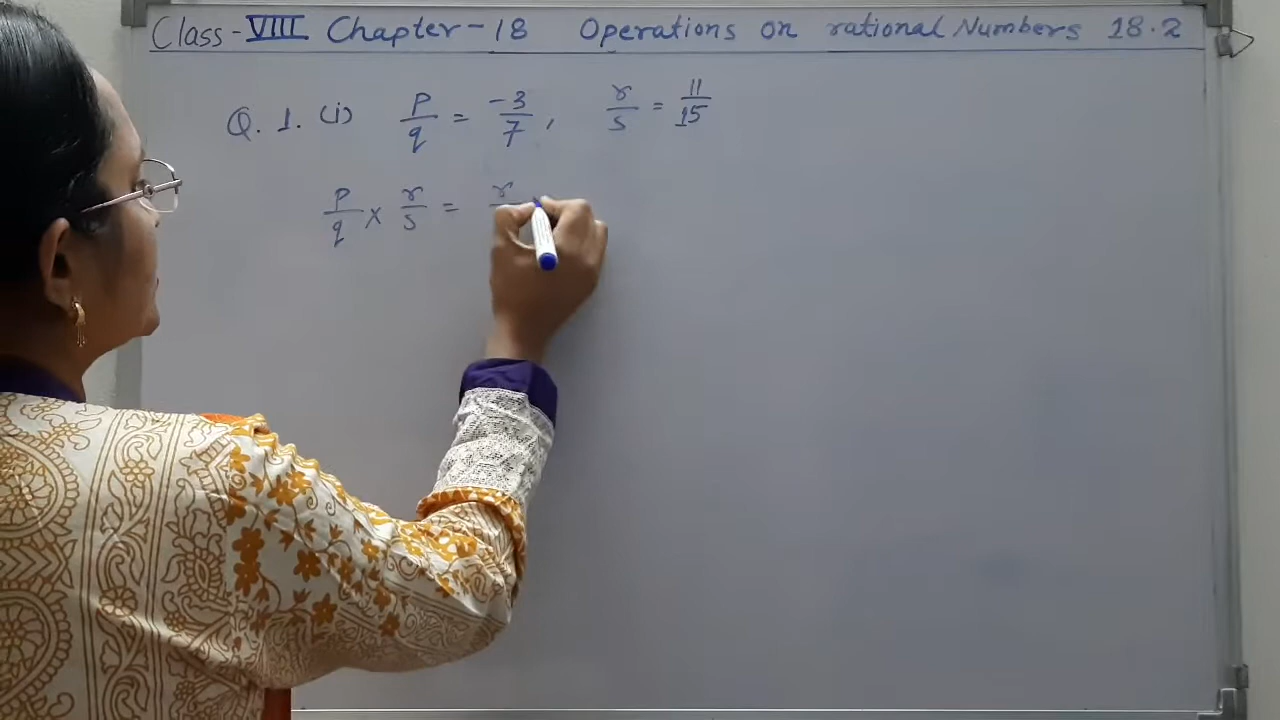 Class-VIII Chapter-18 Operations on rational Numbers 18.2
Q. 1. (i) p/q = -3/7, r/s = 11/15
p/q × r/s = r